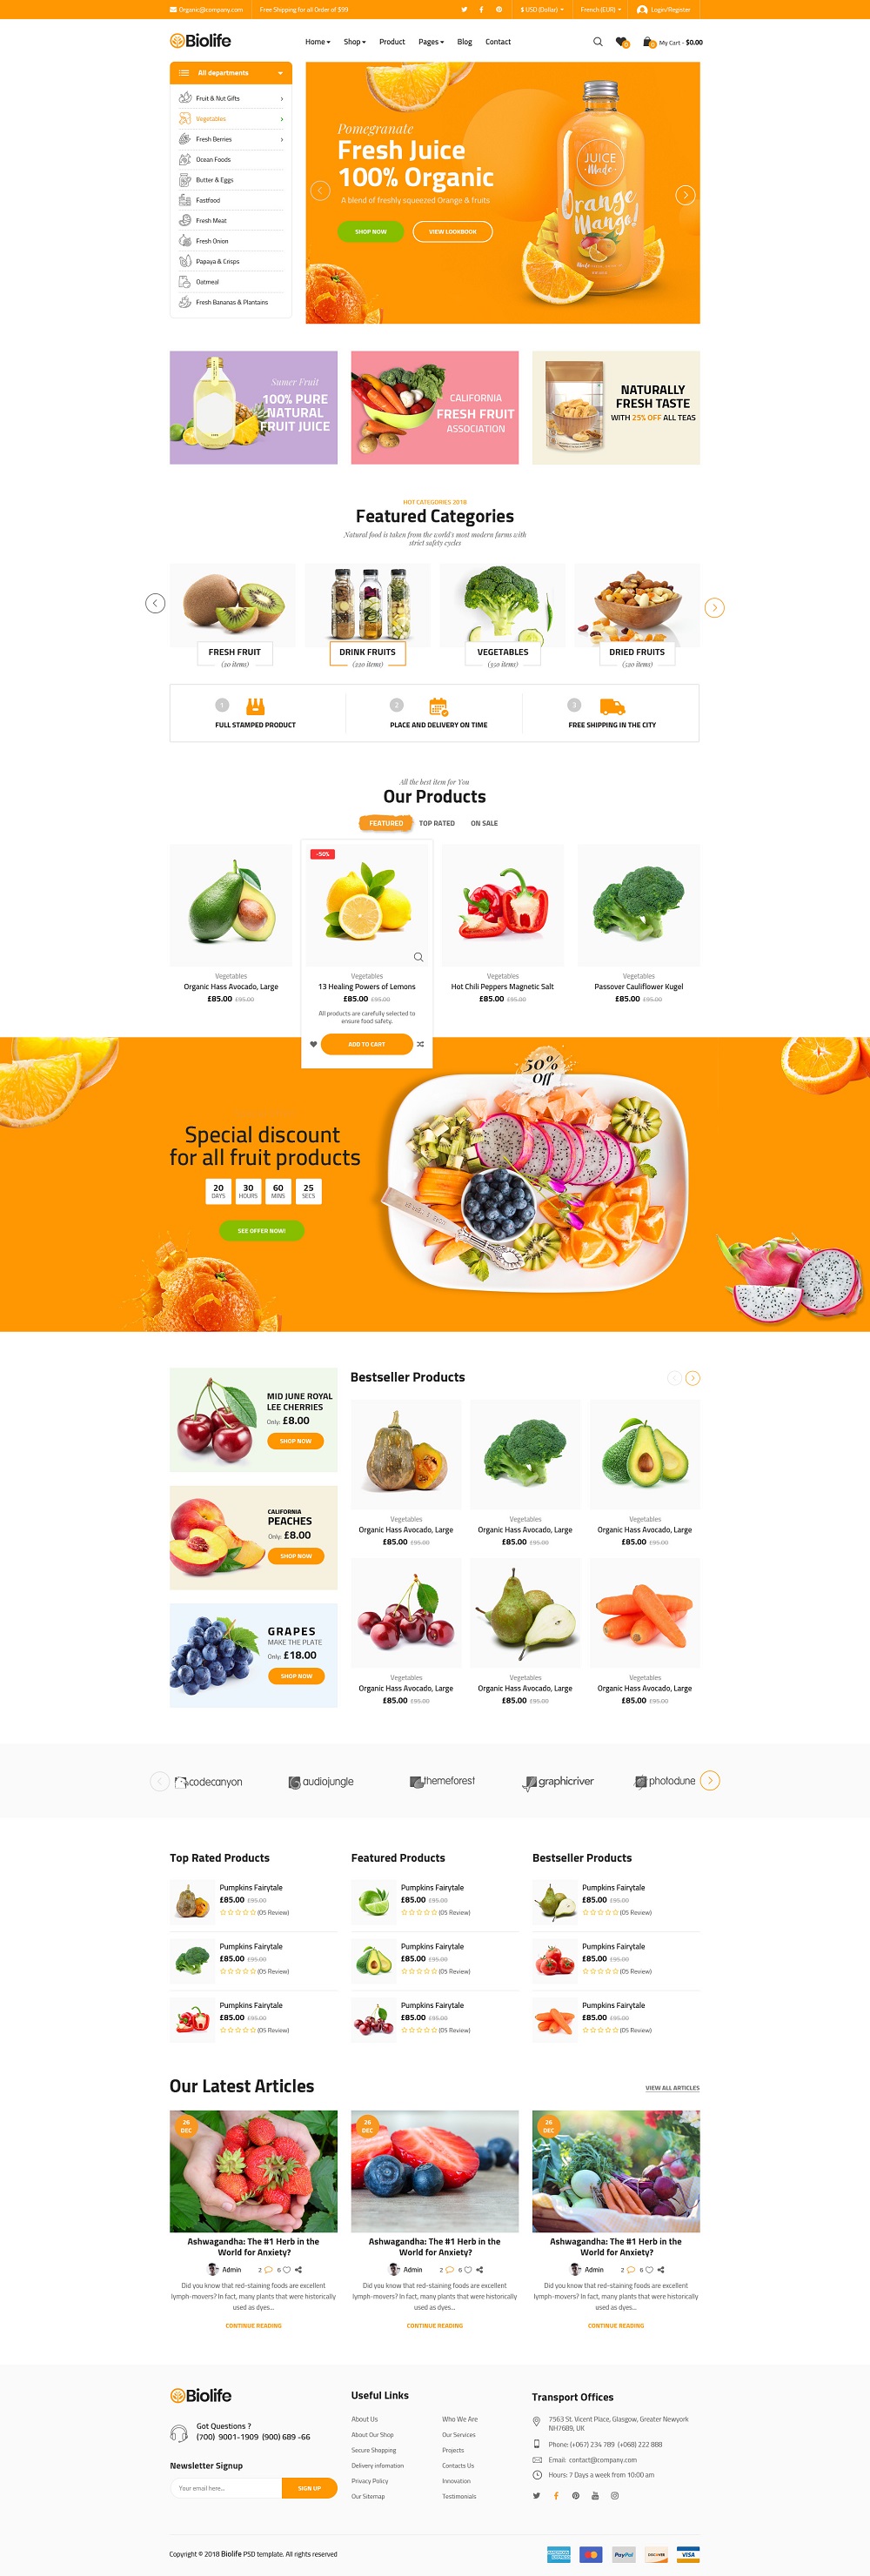 Organic@company.com
Free Shipping for all Order of $99
$ USD (Dollar)
French (EUR)
Login/Register
Biolife
Home
Shop
Product
Pages
Blog
Contact
0
0
My Cart - $0.00
All departments
Fruit & Nut Gifts
Vegetables
Fresh Berries
Ocean Foods
Butter & Eggs
Fastfood
Fresh Meat
Fresh Onion
Papaya & Crisps
Oatmeal
Fresh Bananas & Plantains
Pomegranate
Fresh Juice
100% Organic
A blend of freshly squeezed Orange & fruits
SHOP NOW
VIEW LOOKBOOK
JUICE
Made
Orange
Mango!
Sumer Fruit
100% PURE
NATURAL
FRUIT JUICE
CALIFORNIA
FRESH FRUIT
ASSOCIATION
NATURALLY
FRESH TASTE
WITH 25% OFF ALL TEAS
HOT CATEGORIES 2018
Featured Categories
Natural food is taken from the world's most modern farms with
strict safety cycles
FRESH FRUIT
(20 items)
DRINK FRUITS
(220 items)
VEGETABLES
(350 items)
DRIED FRUITS
(520 items)
1
FULL STAMPED PRODUCT
2
PLACE AND DELIVERY ON TIME
3
FREE SHIPPING IN THE CITY
All the best item for You
Our Products
FEATURED
TOP RATED
ON SALE
-50%
Vegetables
Organic Hass Avocado, Large
£85.00 £95.00
Vegetables
13 Healing Powers of Lemons
£85.00 £95.00
All products are carefully selected to
ensure food safety.
ADD TO CART
Vegetables
Hot Chili Peppers Magnetic Salt
£85.00 £95.00
Vegetables
Passover Cauliflower Kugel
£85.00 £95.00
50%
Off
Special discount
for all fruit products
20
DAYS
30
HOURS
60
MINS
25
SECS
SEE OFFER NOW!
MID JUNE ROYAL
LEE CHERRIES
Only: £8.00
SHOP NOW
CALIFORNIA
PEACHES
Only: £8.00
SHOP NOW
GRAPES
MAKE THE PLATE
Only: £18.00
SHOP NOW
Bestseller Products
Vegetables
Organic Hass Avocado, Large
£85.00 £95.00
Vegetables
Organic Hass Avocado, Large
£85.00 £95.00
Vegetables
Organic Hass Avocado, Large
£85.00 £95.00
Vegetables
Organic Hass Avocado, Large
£85.00 £95.00
Vegetables
Organic Hass Avocado, Large
£85.00 £95.00
Vegetables
Organic Hass Avocado, Large
£85.00 £95.00
codecanyon
audiojungle
themeforest
graphicriver
photodune
Top Rated Products
Pumpkins Fairytale
£85.00 £95.00
(05 Review)
Pumpkins Fairytale
£85.00 £95.00
(05 Review)
Pumpkins Fairytale
£85.00 £95.00
(05 Review)
Featured Products
Pumpkins Fairytale
£85.00 £95.00
(05 Review)
Pumpkins Fairytale
£85.00 £95.00
(05 Review)
Pumpkins Fairytale
£85.00 £95.00
(05 Review)
Bestseller Products
Pumpkins Fairytale
£85.00 £95.00
(05 Review)
Pumpkins Fairytale
£85.00 £95.00
(05 Review)
Pumpkins Fairytale
£85.00 £95.00
(05 Review)
Our Latest Articles
VIEW ALL ARTICLES
26
DEC
Ashwagandha: The #1 Herb in the
World for Anxiety?
Admin 2 6
Did you know that red-staining foods are excellent
lymph-movers? In fact, many plants that were historically
used as dyes...
CONTINUE READING
26
DEC
Ashwagandha: The #1 Herb in the
World for Anxiety?
Admin 2 6
Did you know that red-staining foods are excellent
lymph-movers? In fact, many plants that were historically
used as dyes...
CONTINUE READING
26
DEC
Ashwagandha: The #1 Herb in the
World for Anxiety?
Admin 2 6
Did you know that red-staining foods are excellent
lymph-movers? In fact, many plants that were historically
used as dyes...
CONTINUE READING
Biolife
Got Questions ?
(700) 9001-1909 (900) 689 -66
Newsletter Signup
Your email here...
SIGN UP
Useful Links
About Us
About Our Shop
Secure Shopping
Delivery infomation
Privacy Policy
Our Sitemap
Who We Are
Our Services
Projects
Contacts Us
Innovation
Testimonials
Transport Offices
7563 St. Vicent Place, Glasgow, Greater Newyork
NH7689, UK
Phone: (+067) 234 789 (+068) 222 888
Email: contact@company.com
Hours: 7 Days a week from 10:00 am
Copyright © 2018 Biolife PSD template. All rights reserved
PayPal
DISCOVER
VISA